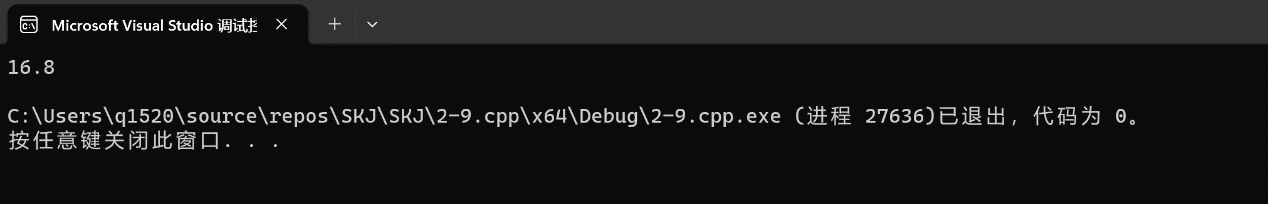 Microsoft Visual Studio 调试控
16.8
C:\Users\q1520\source\repos\SKJ\SKJ\2-9.cpp\x64\Debug\2-9.cpp.exe (进程 27636)已退出，代码为 0。
按任意键关闭此窗口. . .